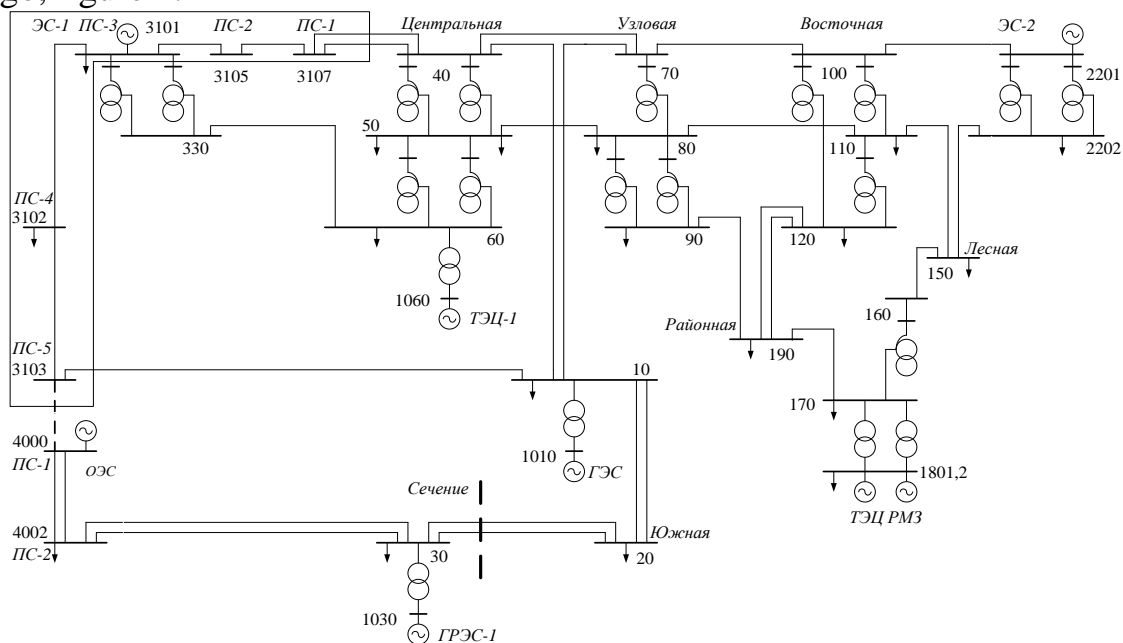 ЭС-1 ПС-3 3101 ПС-2 ПС-1 Центральная Узловая Восточная ЭС-2
3105 3107 40 70 100 2201
330 50 80 110 2202
ПС-4
3102 60 90 120
Лесная
150
1060 ТЭЦ-1 160
Районная
190
ПС-5
3103 10
170
4000
ПС-1 ОЭС 1010 ГЭС 1801,2
Сечение
ТЭЦ РМЗ
4002 Южная
ПС-2 30 20
1030 ГРЭС-1